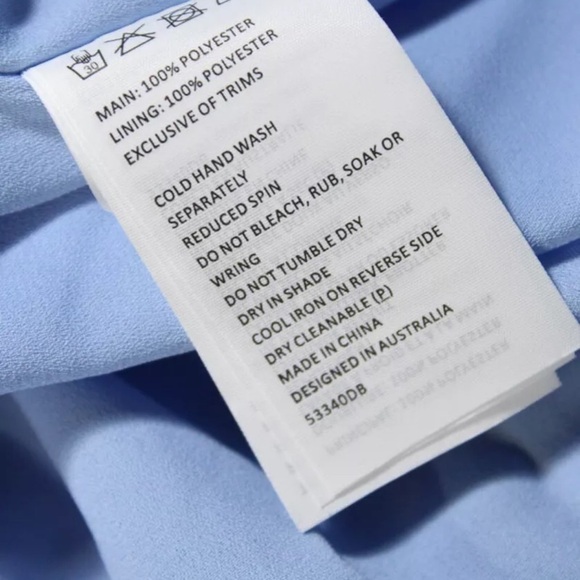 30
MAIN: 100% POLYESTER
LINING: 100% POLYESTER
EXCLUSIVE OF TRIMS
COLD HAND WASH
SEPARATELY
REDUCED SPIN
DO NOT BLEACH, RUB, SOAK OR
WRING
DO NOT TUMBLE DRY
DRY IN SHADE
COOL IRON ON REVERSE SIDE
DRY CLEANABLE (P)
MADE IN CHINA
DESIGNED IN AUSTRALIA
53340DB